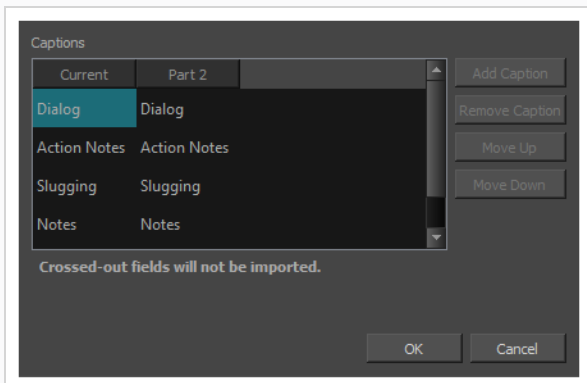 Captions
Current Part 2 Add Caption
Dialog Dialog Remove Caption
Action Notes Action Notes Move Up
Slugging Slugging Move Down
Notes Notes
Crossed-out fields will not be imported.
OK Cancel